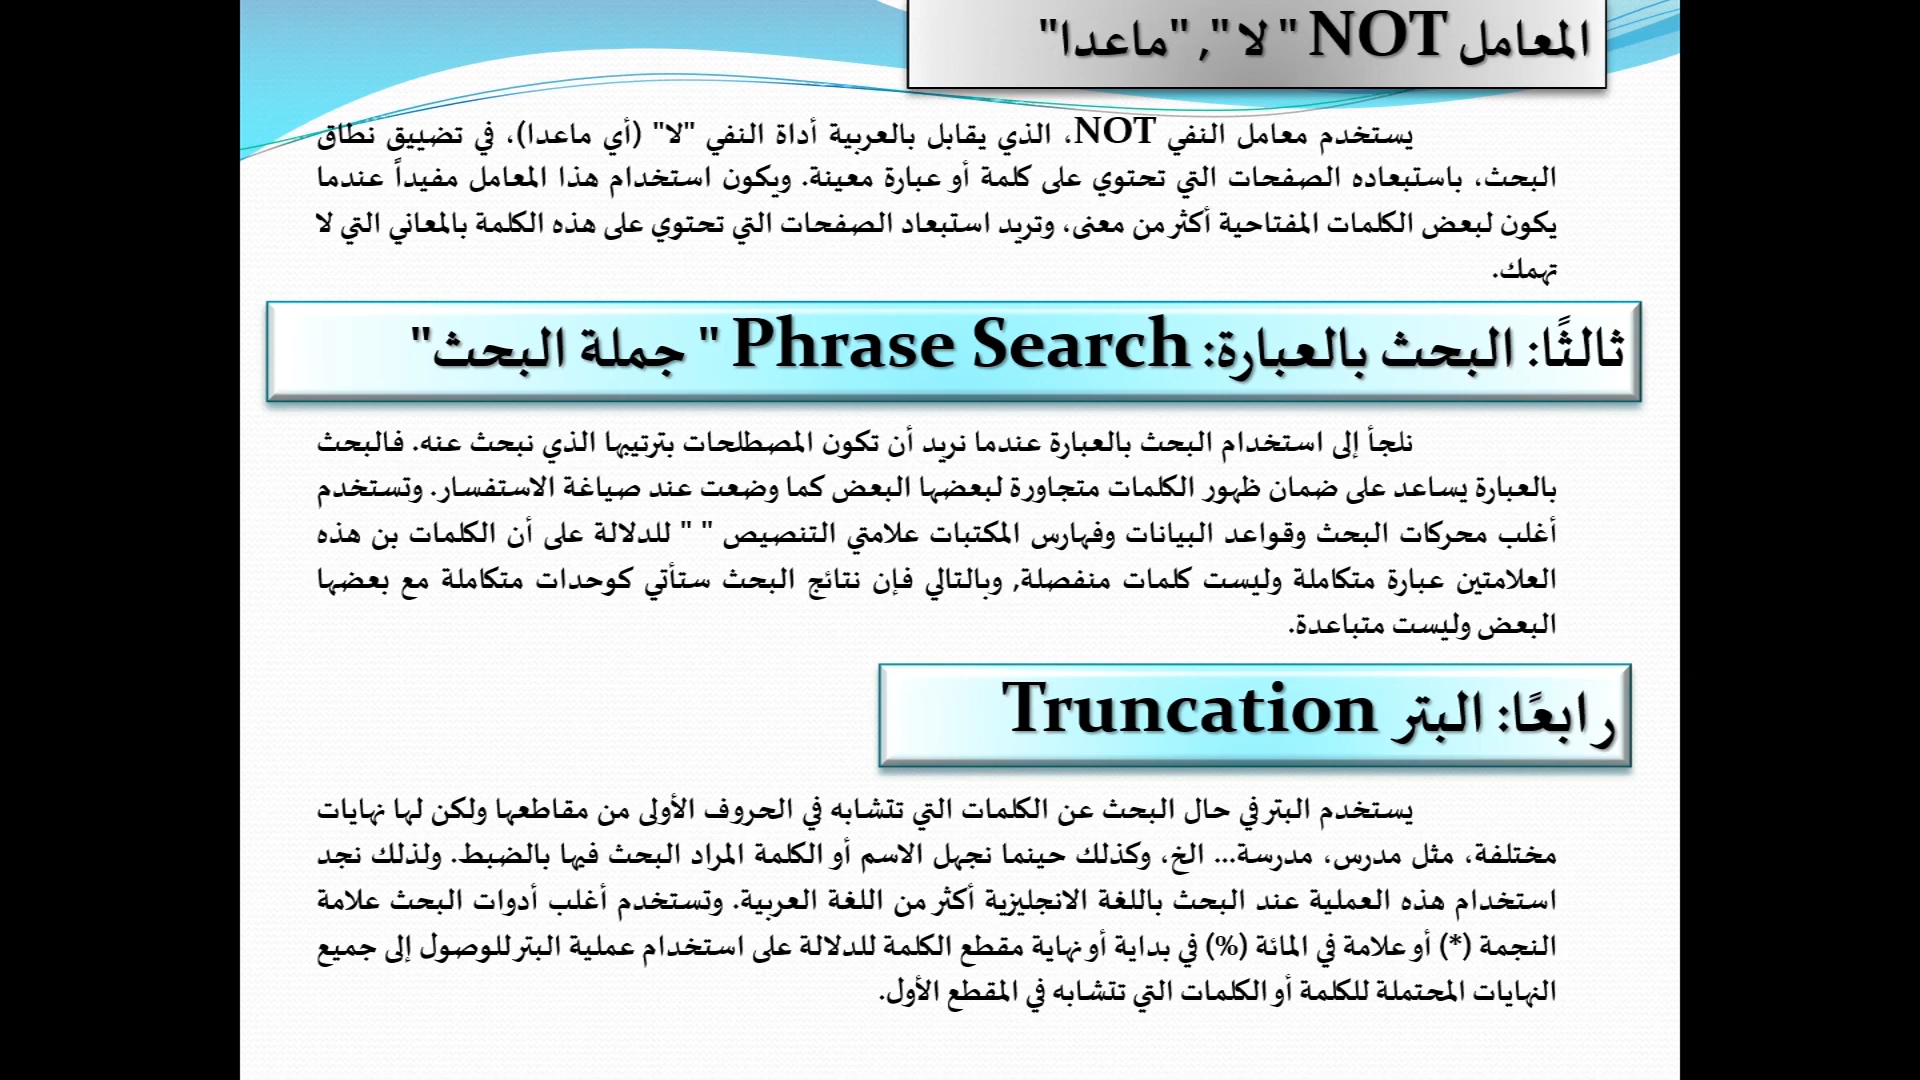 المعامل NOT " لا ", "ماعدا"
يستخدم معامل النفي NOT، الذي يقابل بالعربية أداة النفي "لا" (أي ماعدا)، في تضييق نطاق
البحث، باستبعاده الصفحات التي تحتوي على كلمة أو عبارة معينة. ويكون استخدام هذا المعامل مفيداً عندما
يكون لبعض الكلمات المفتاحية أكثر من معنى، وتريد استبعاد الصفحات التي تحتوي على هذه الكلمة بالمعاني التي لا
تهمك.
ثالثًا: البحث بالعبارة: Phrase Search " جملة البحث"
نلجأ إلى استخدام البحث بالعبارة عندما نريد أن تكون المصطلحات بترتيبها الذي نبحث عنه. فالبحث
بالعبارة يساعد على ضمان ظهور الكلمات متجاورة لبعضها البعض كما وضعت عند صياغة الاستفسار. وتستخدم
أغلب محركات البحث وقواعد البيانات وفهارس المكتبات علامتي التنصيص " " للدلالة على أن الكلمات بن هذه
العلامتين عبارة متكاملة وليست كلمات منفصلة, وبالتالي فإن نتائج البحث ستأتي كوحدات متكاملة مع بعضها
البعض وليست متباعدة.
رابعًا: البتر Truncation
يستخدم البتر في حال البحث عن الكلمات التي تتشابه في الحروف الأولى من مقاطعها ولكن لها نهايات
مختلفة، مثل مدرس، مدرسة... الخ، وكذلك حينما نجهل الاسم أو الكلمة المراد البحث فيها بالضبط. ولذلك نجد
استخدام هذه العملية عند البحث باللغة الانجليزية أكثر من اللغة العربية. وتستخدم أغلب أدوات البحث علامة
النجمة (*) أو علامة في المائة (%) في بداية أو نهاية مقطع الكلمة للدلالة على استخدام عملية البتر للوصول إلى جميع
النهايات المحتملة للكلمة أو الكلمات التي تتشابه في المقطع الأول.